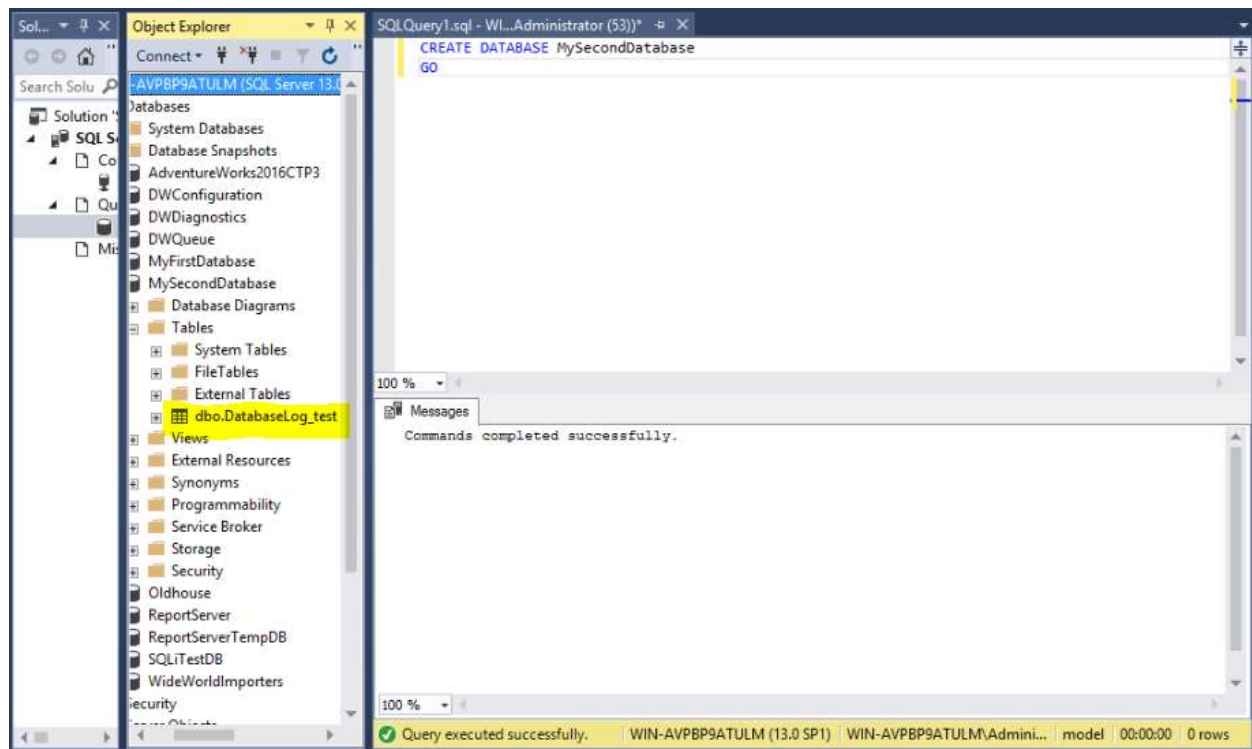 Sol...
Search Solu
Solution
SQL S
Co
Qu
Mis
Object Explorer
Connect
-AVPBP9ATULM (SQL Server 13.0
Databases
System Databases
Database Snapshots
AdventureWorks2016CTP3
DWConfiguration
DWDiagnostics
DWQueue
MyFirstDatabase
MySecondDatabase
Database Diagrams
Tables
System Tables
FileTables
External Tables
dbo.DatabaseLog_test
Views
External Resources
Synonyms
Programmability
Service Broker
Storage
Security
Oldhouse
ReportServer
ReportServerTempDB
SQLiTestDB
WideWorldImporters
ecurity
SQLQuery1.sql - WI...Administrator (53))*
CREATE DATABASE MySecondDatabase
GO
100 %
Messages
Commands completed successfully.
100 %
Query executed successfully. WIN-AVPBP9ATULM (13.0 SP1) WIN-AVPBP9ATULM\Admini... model 00:00:00 0 rows